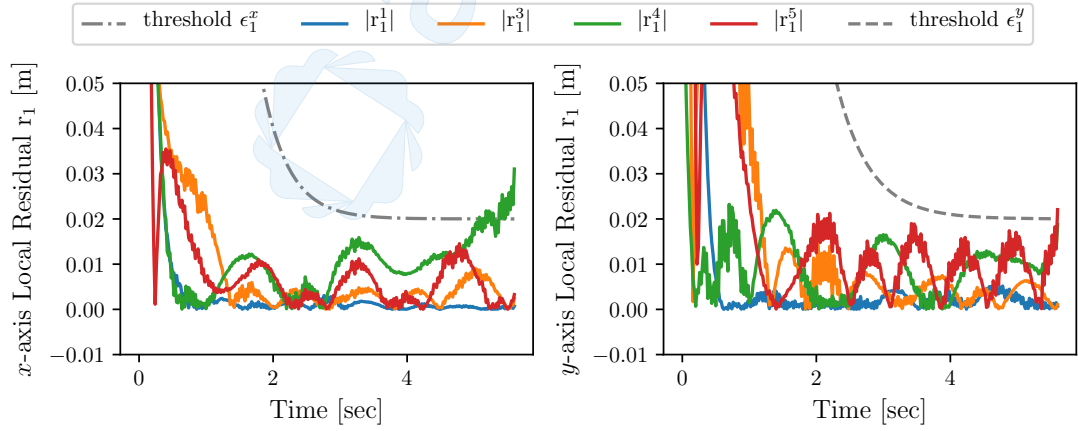 threshold ϵ₁ˣ |r₁¹| |r₁³| |r₁⁴| |r₁⁵| threshold ϵ₁ʸ
x-axis Local Residual r₁ [m]
0.05
0.04
0.03
0.02
0.01
0.00
−0.01
0 2 4
Time [sec]
y-axis Local Residual r₁ [m]
0.05
0.04
0.03
0.02
0.01
0.00
−0.01
0 2 4
Time [sec]